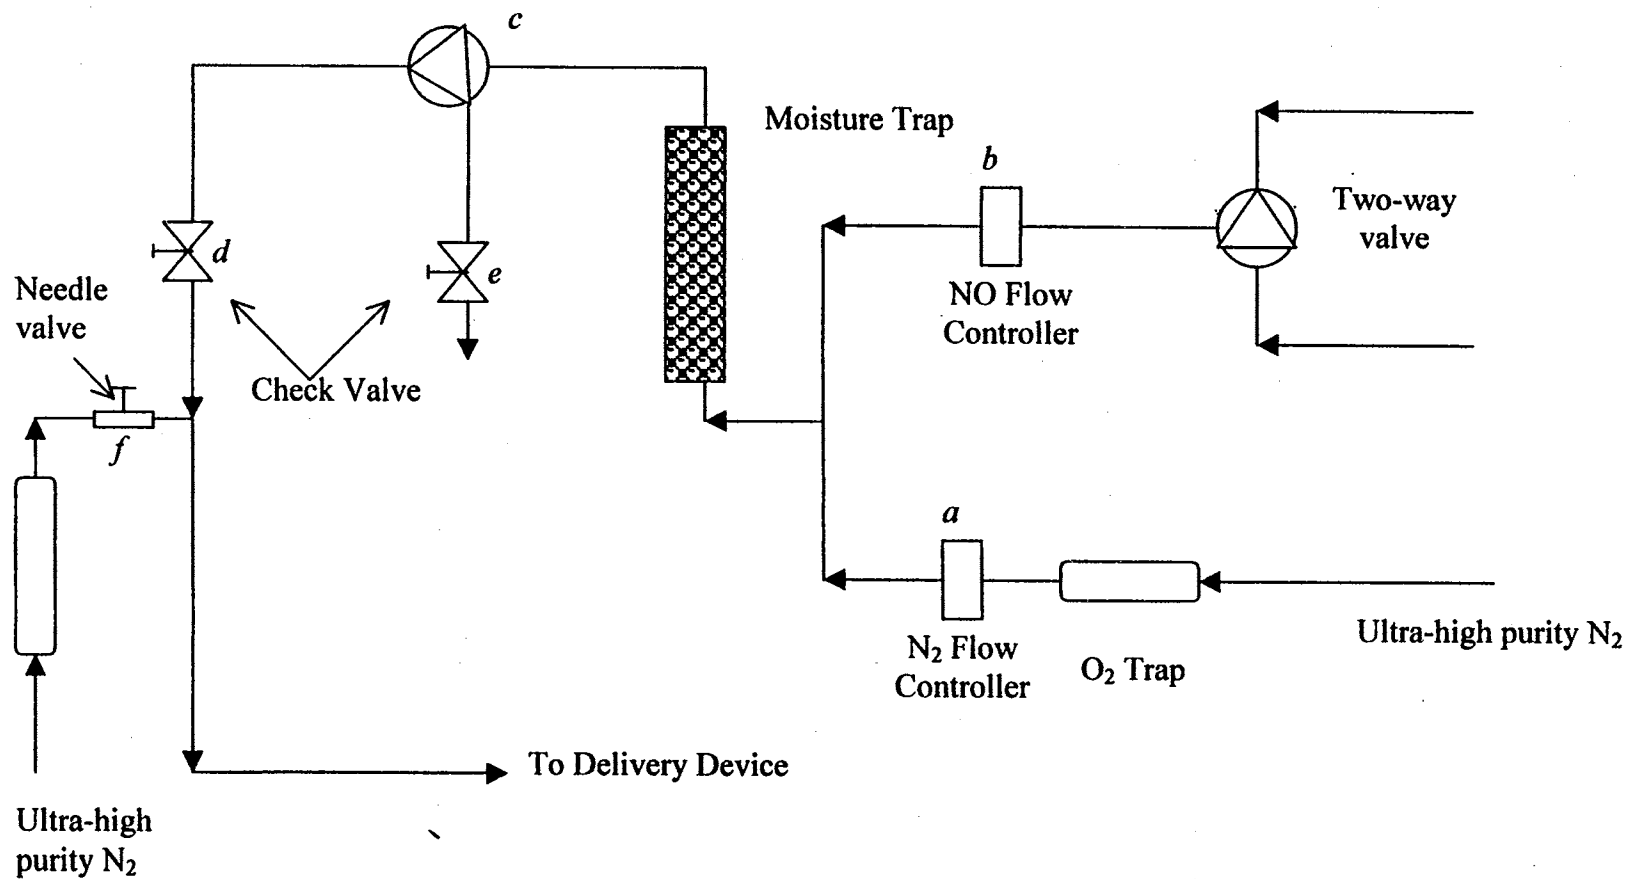 c
Moisture Trap
b
Two-way
valve
d
e
Needle
valve
NO Flow
Controller
Check Valve
f
a
Ultra-high purity N₂
N₂ Flow
Controller
O₂ Trap
To Delivery Device
Ultra-high
purity N₂